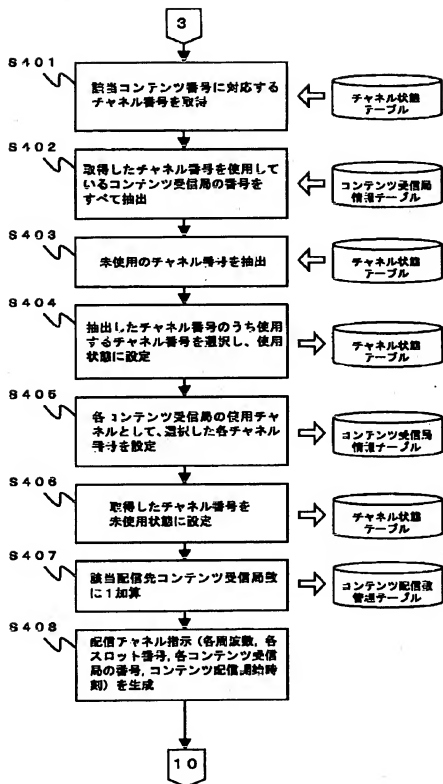 3
S401
該当コンテンツ番号に対応する
チャネル番号を取得
チャネル状態
テーブル
S402
取得したチャネル番号を使用して
いるコンテンツ受信局の番号を
すべて抽出
コンテンツ受信局
情報テーブル
S403
未使用のチャネル番号を抽出
チャネル状態
テーブル
S404
抽出したチャネル番号のうち使用
するチャネル番号を選択し、使用
状態に設定
チャネル状態
テーブル
S405
各コンテンツ受信局の使用チャ
ネルとして、選択した各チャネル
番号を設定
コンテンツ受信局
情報テーブル
S406
取得したチャネル番号を
未使用状態に設定
チャネル状態
テーブル
S407
該当配信先コンテンツ受信局数
に1加算
コンテンツ配信数
管理テーブル
S408
配信チャネル指示(各周波数,各
スロット番号,各コンテンツ受信
局の番号,コンテンツ配信開始時
刻)を生成
10